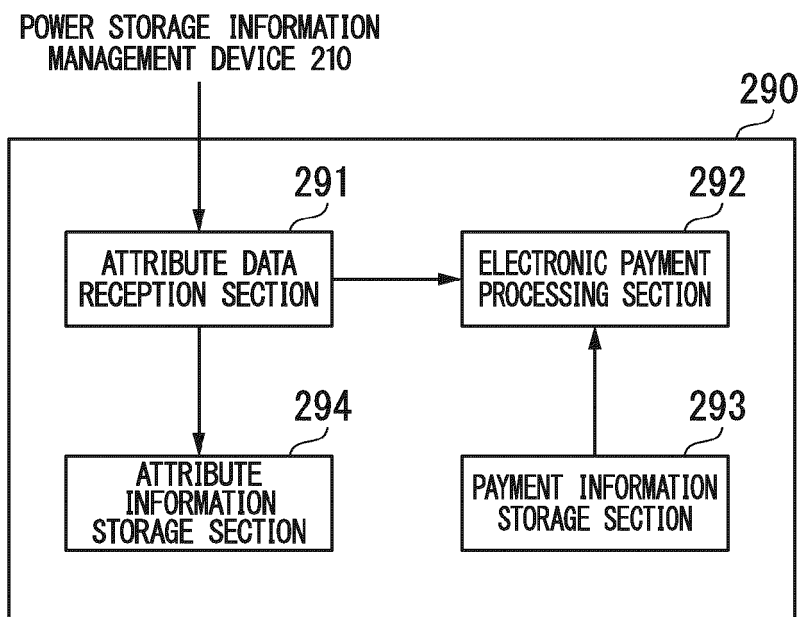 POWER STORAGE INFORMATION
MANAGEMENT DEVICE 210
290
291
ATTRIBUTE DATA
RECEPTION SECTION
292
ELECTRONIC PAYMENT
PROCESSING SECTION
294
ATTRIBUTE
INFORMATION
STORAGE SECTION
293
PAYMENT INFORMATION
STORAGE SECTION